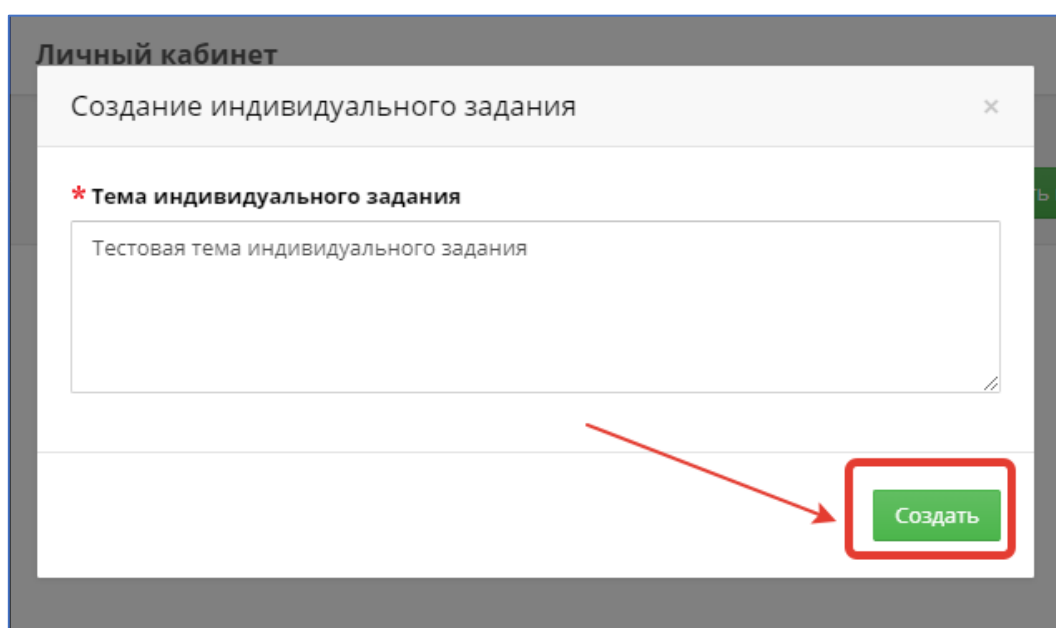 Личный кабинет
Создание индивидуального задания
×
* Тема индивидуального задания
Тестовая тема индивидуального задания
Создать